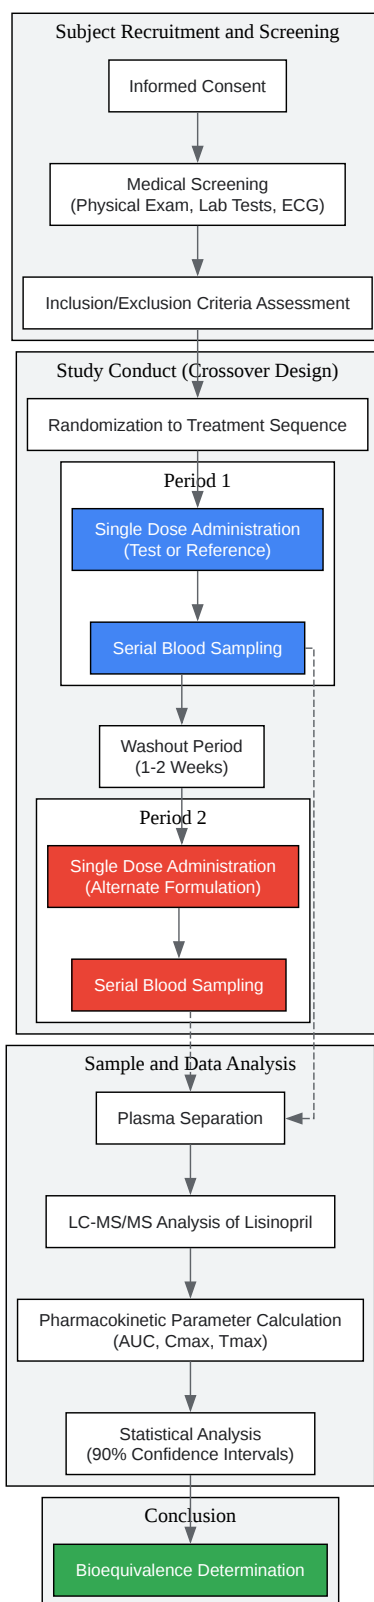 Subject Recruitment and Screening
Informed Consent
Medical Screening
(Physical Exam, Lab Tests, ECG)
Inclusion/Exclusion Criteria Assessment
Study Conduct (Crossover Design)
Randomization to Treatment Sequence
Period 1
Single Dose Administration
(Test or Reference)
Serial Blood Sampling
Washout Period
(1-2 Weeks)
Period 2
Single Dose Administration
(Alternate Formulation)
Serial Blood Sampling
Sample and Data Analysis
Plasma Separation
LC-MS/MS Analysis of Lisinopril
Pharmacokinetic Parameter Calculation
(AUC, Cmax, Tmax)
Statistical Analysis
(90% Confidence Intervals)
Conclusion
Bioequivalence Determination